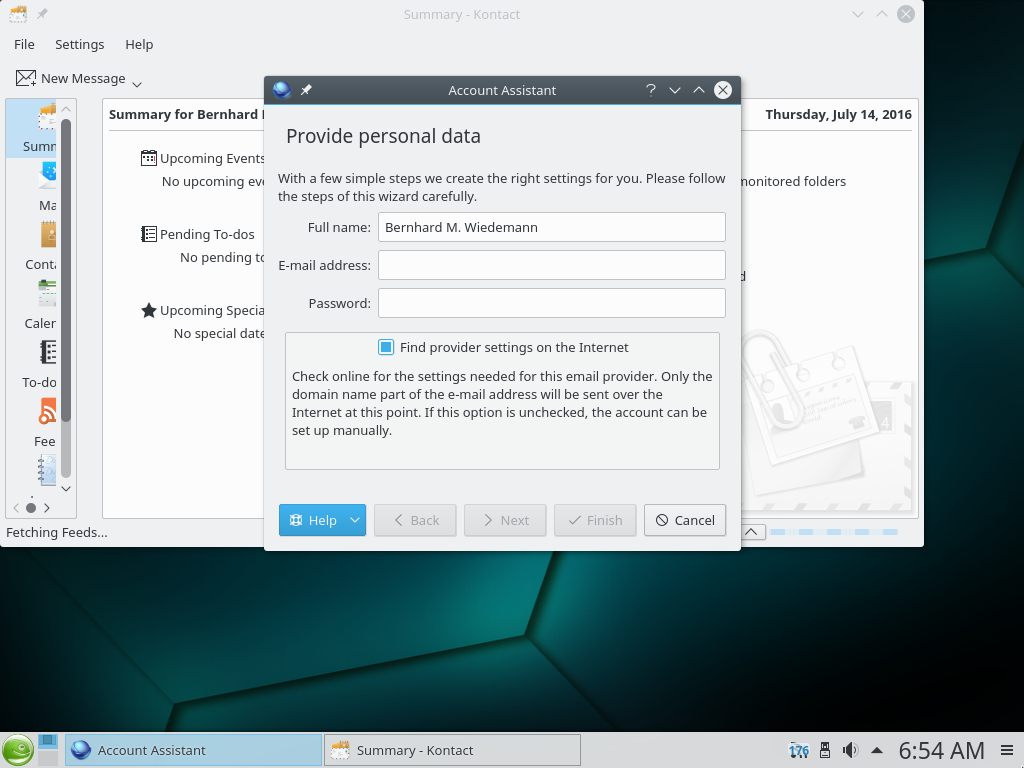 Summary - Kontact
File Settings Help
New Message
Account Assistant
Summary for Bernhard
Thursday, July 14, 2016
Provide personal data
Summ
Upcoming Events
No upcoming eve
monitored folders
With a few simple steps we create the right settings for you. Please follow
the steps of this wizard carefully.
Ma
Full name: Bernhard M. Wiedemann
Pending To-dos
No pending to
Conta
E-mail address:
d
Password:
Upcoming Specia
Calen
No special date
Find provider settings on the Internet
Check online for the settings needed for this email provider. Only the
domain name part of the e-mail address will be sent over the
Internet at this point. If this option is unchecked, the account can be
set up manually.
To-do
Fee
Help Back Next Finish Cancel
Fetching Feeds...
Account Assistant
Summary - Kontact
176
6:54 AM